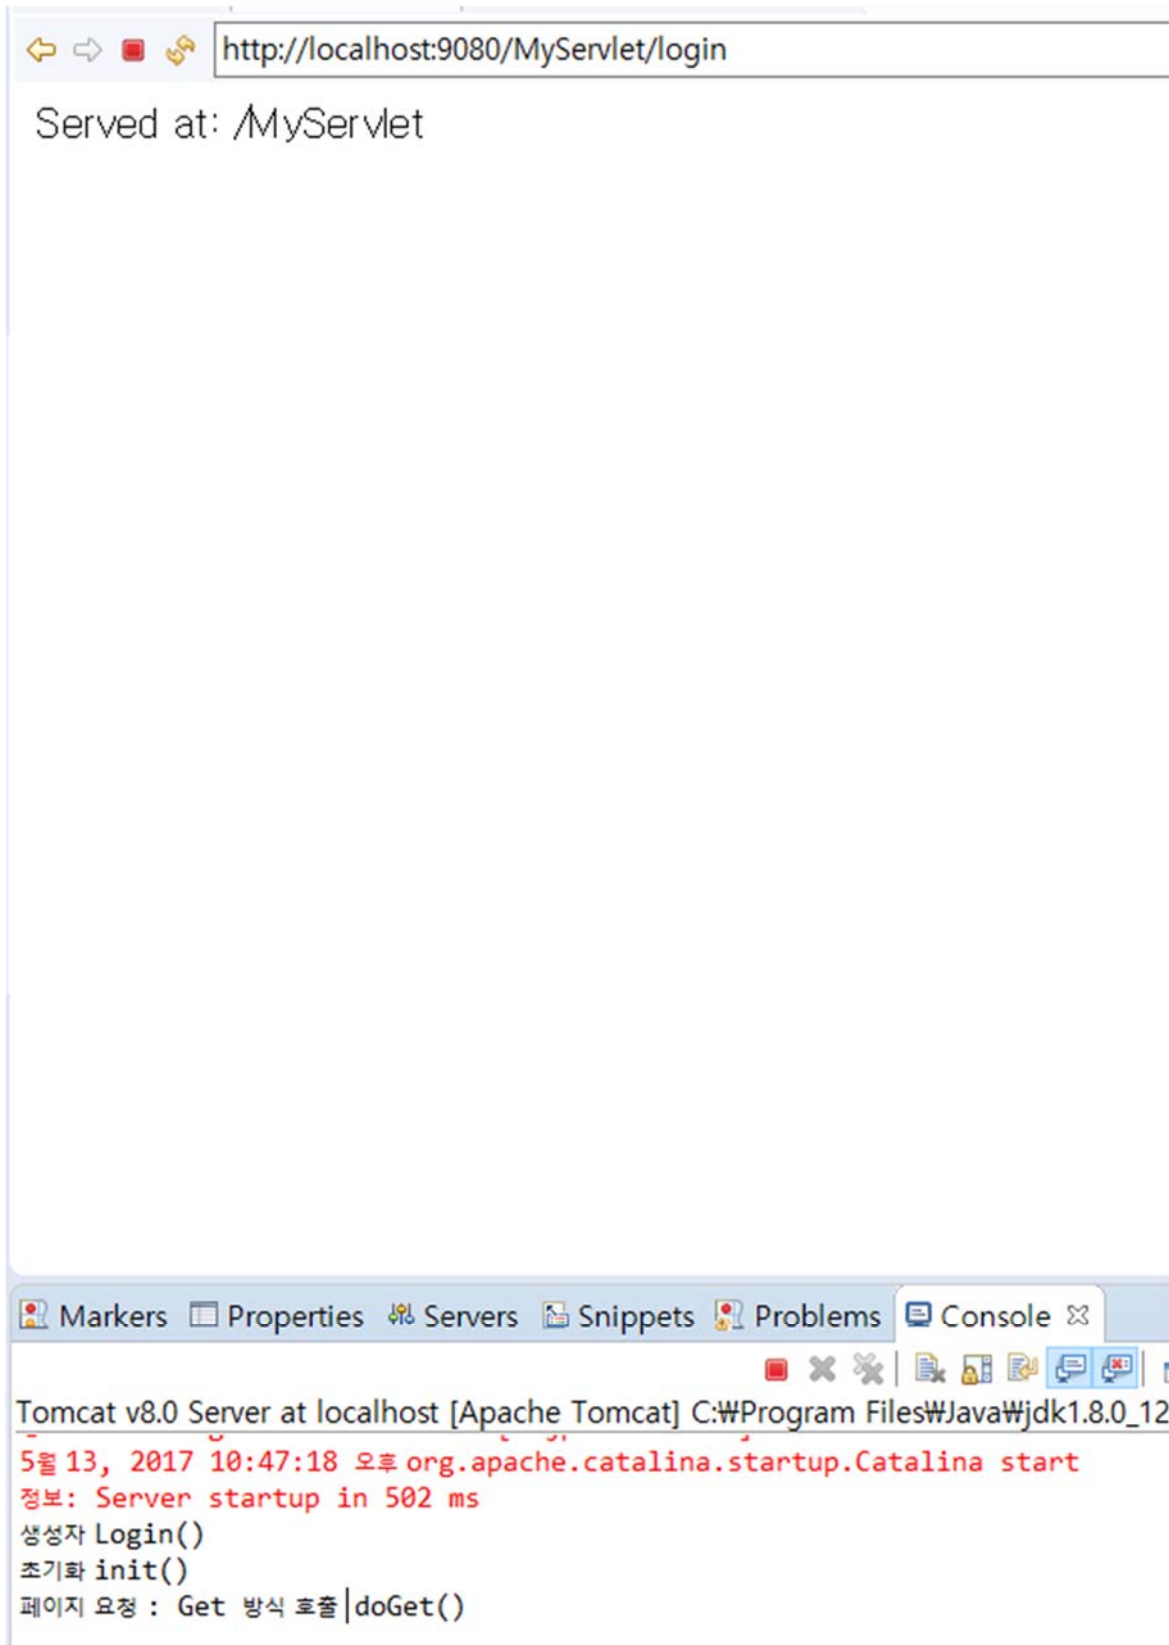 http://localhost:9080/MyServlet/login
Served at: /MyServlet
Markers Properties Servers Snippets Problems Console
Tomcat v8.0 Server at localhost [Apache Tomcat] C:₩Program Files₩Java₩jdk1.8.0_12
5월 13, 2017 10:47:18 오후 org.apache.catalina.startup.Catalina start
정보: Server startup in 502 ms
생성자 Login()
초기화 init()
페이지 요청 : Get 방식 호출 doGet()